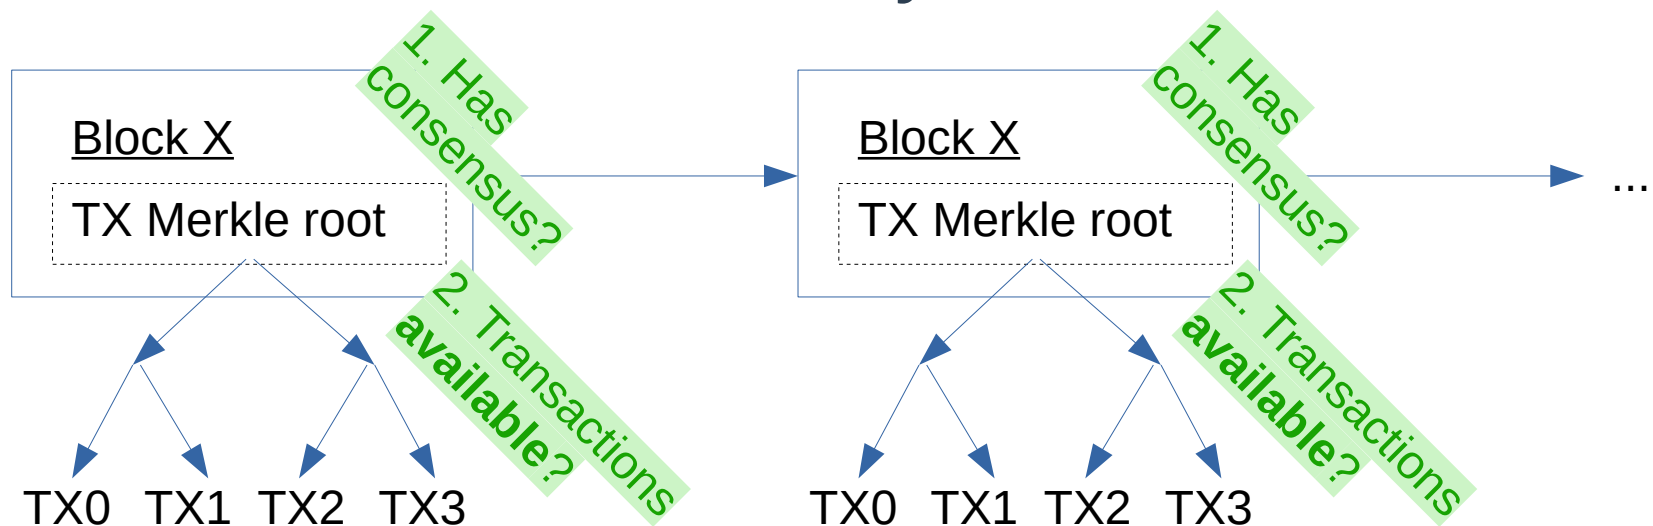 1. Has
consensus?
Block X
TX Merkle root
2. Transactions
available?
TX0 TX1 TX2 TX3
1. Has
consensus?
Block X
TX Merkle root
2. Transactions
available?
TX0 TX1 TX2 TX3
...